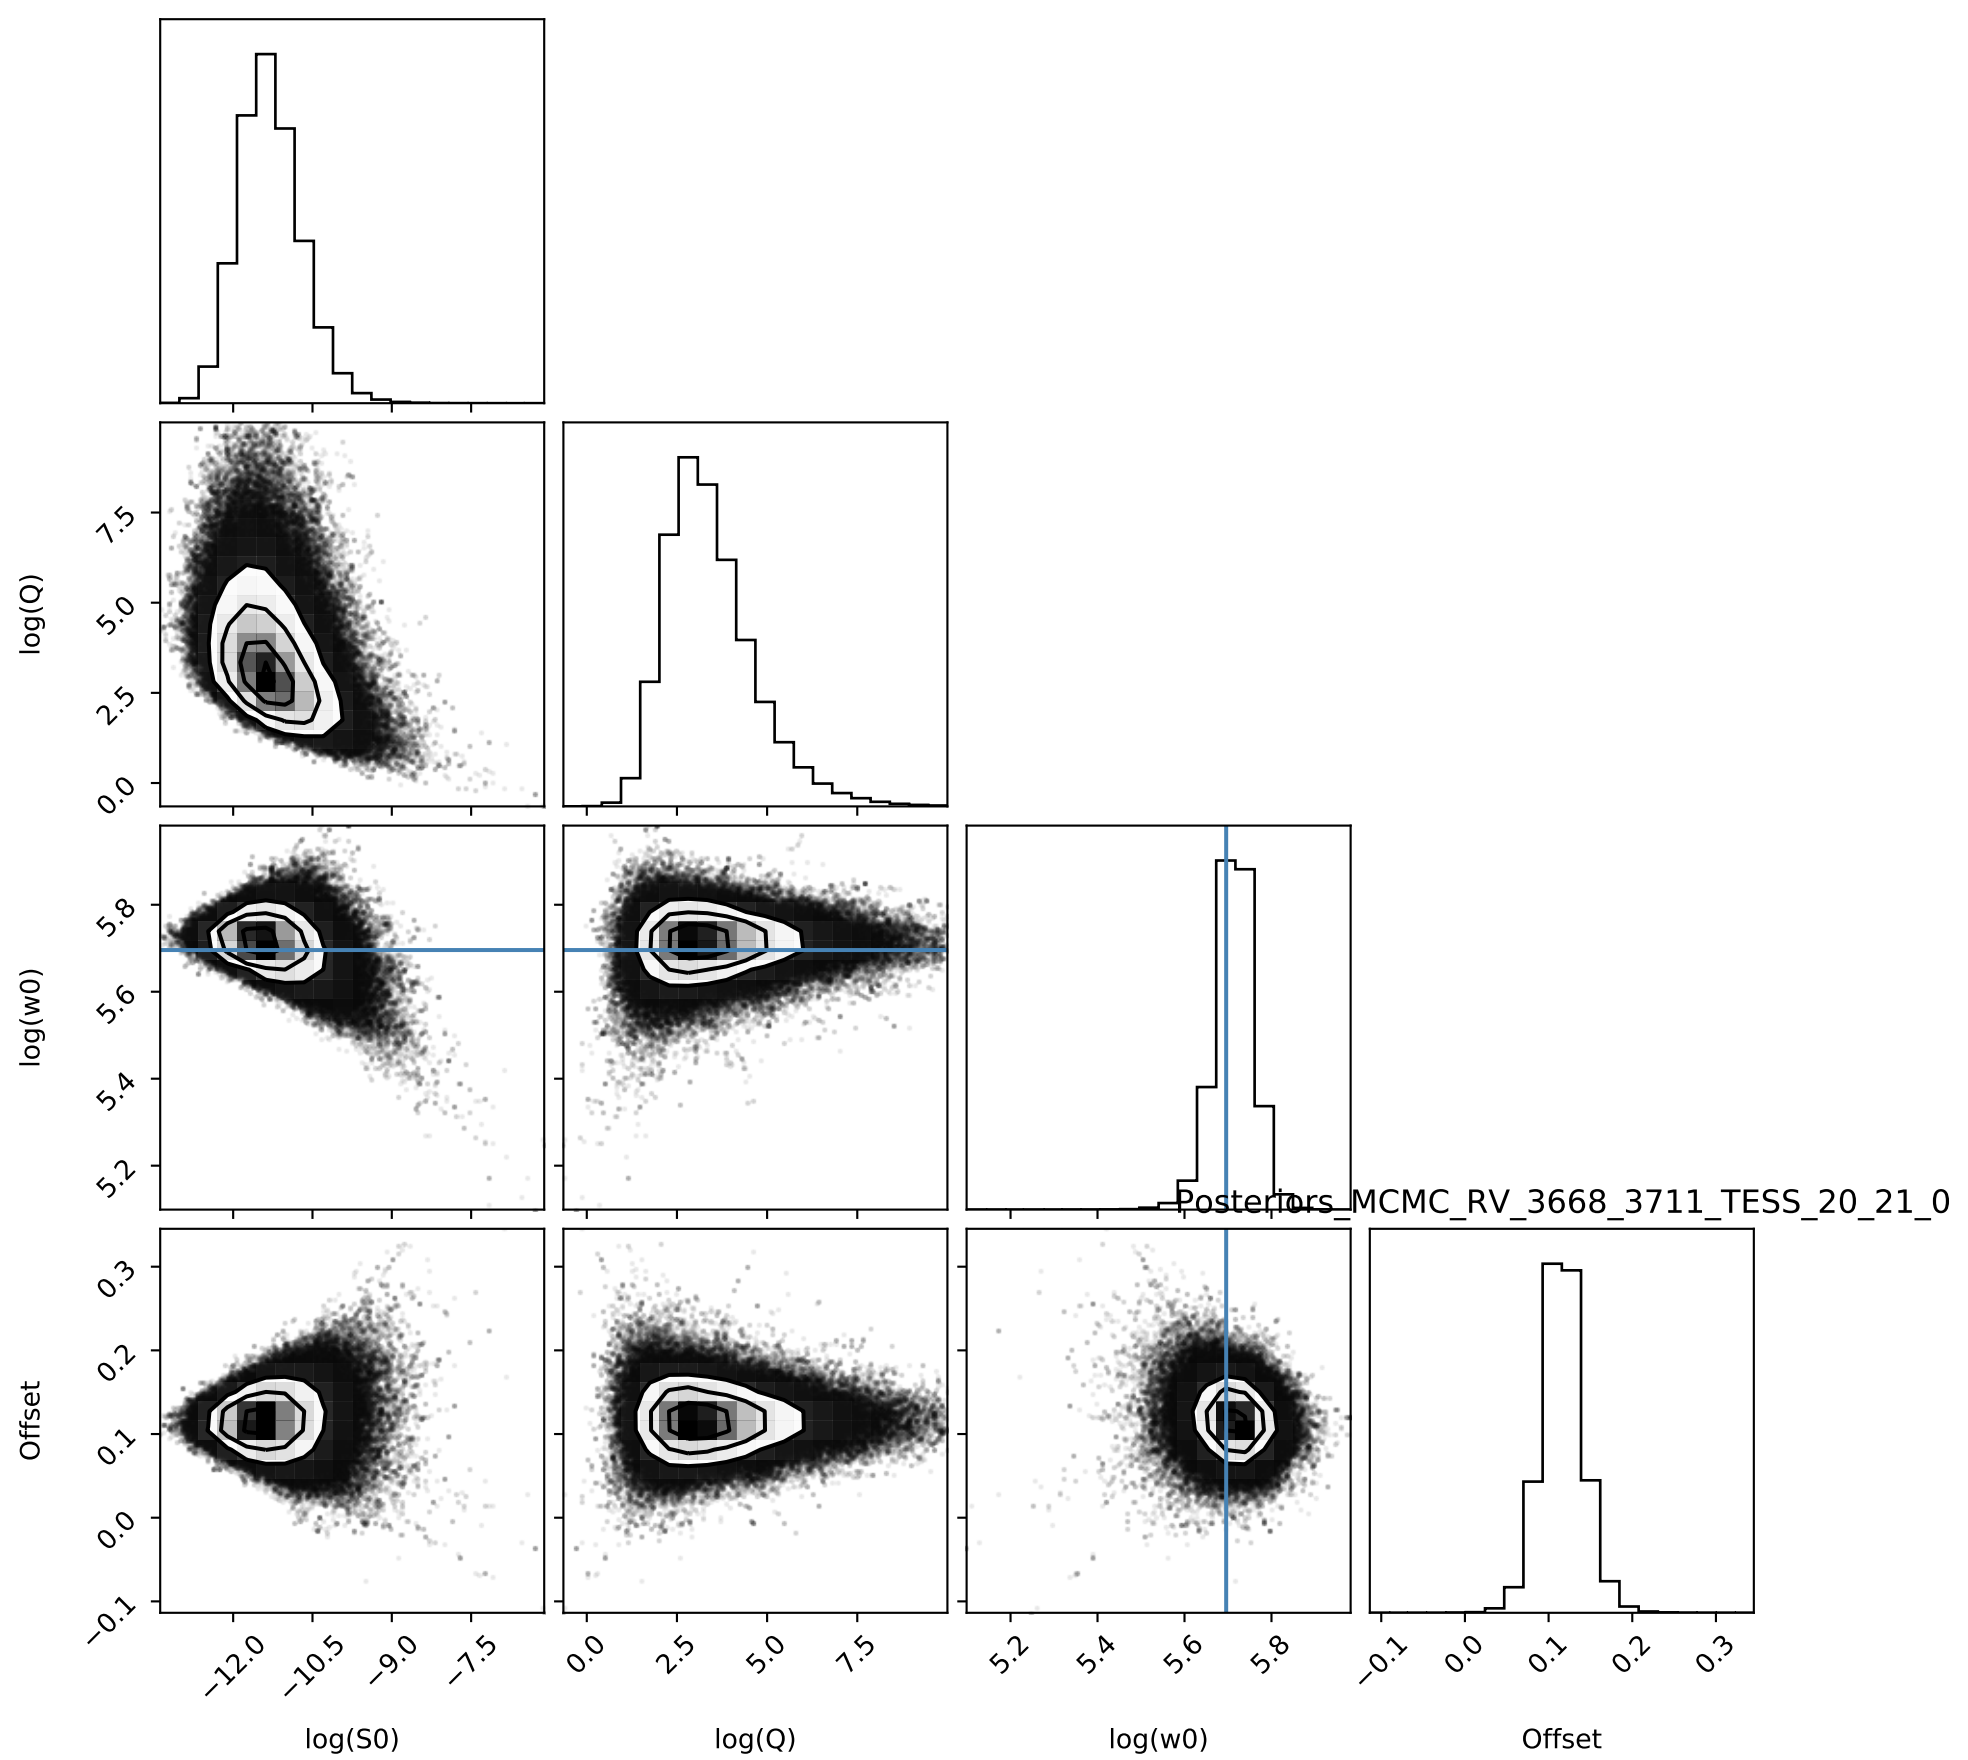 log(Q)
7.5
5.0
2.5
0.0
log(w0)
5.8
5.6
5.4
5.2
Posteriors_MCMC_RV_3668_3711_TESS_20_21_0
Offset
0.3
0.2
0.1
0.0
−0.1
−12.0 −10.5 −9.0 −7.5 0.0 2.5 5.0 7.5 5.2 5.4 5.6 5.8 −0.1 0.0 0.1 0.2 0.3
log(S0) log(Q) log(w0) Offset